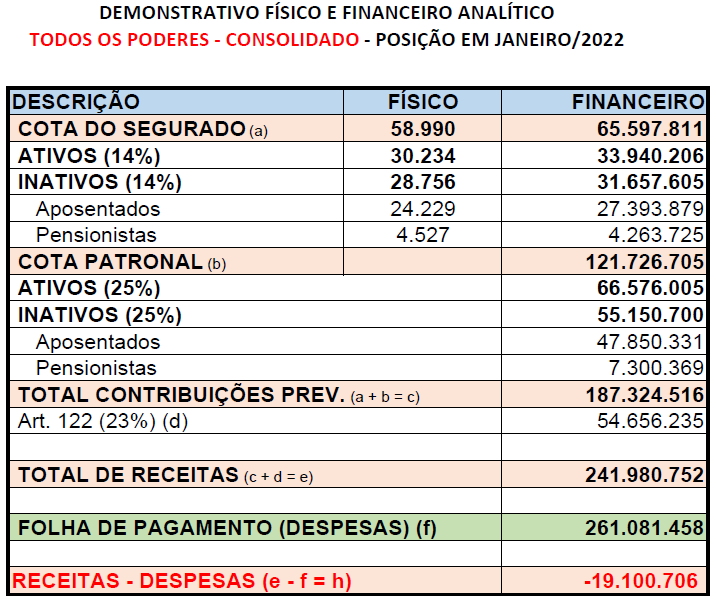 DEMONSTRATIVO FÍSICO E FINANCEIRO ANALÍTICO
TODOS OS PODERES - CONSOLIDADO - POSIÇÃO EM JANEIRO/2022
DESCRIÇÃO FÍSICO FINANCEIRO
COTA DO SEGURADO (a) 58.990 65.597.811
ATIVOS (14%) 30.234 33.940.206
INATIVOS (14%) 28.756 31.657.605
Aposentados 24.229 27.393.879
Pensionistas 4.527 4.263.725
COTA PATRONAL (b) 121.726.705
ATIVOS (25%) 66.576.005
INATIVOS (25%) 55.150.700
Aposentados 47.850.331
Pensionistas 7.300.369
TOTAL CONTRIBUIÇÕES PREV. (a + b = c) 187.324.516
Art. 122 (23%) (d) 54.656.235
TOTAL DE RECEITAS (c + d = e) 241.980.752
FOLHA DE PAGAMENTO (DESPESAS) (f) 261.081.458
RECEITAS - DESPESAS (e - f = h) -19.100.706